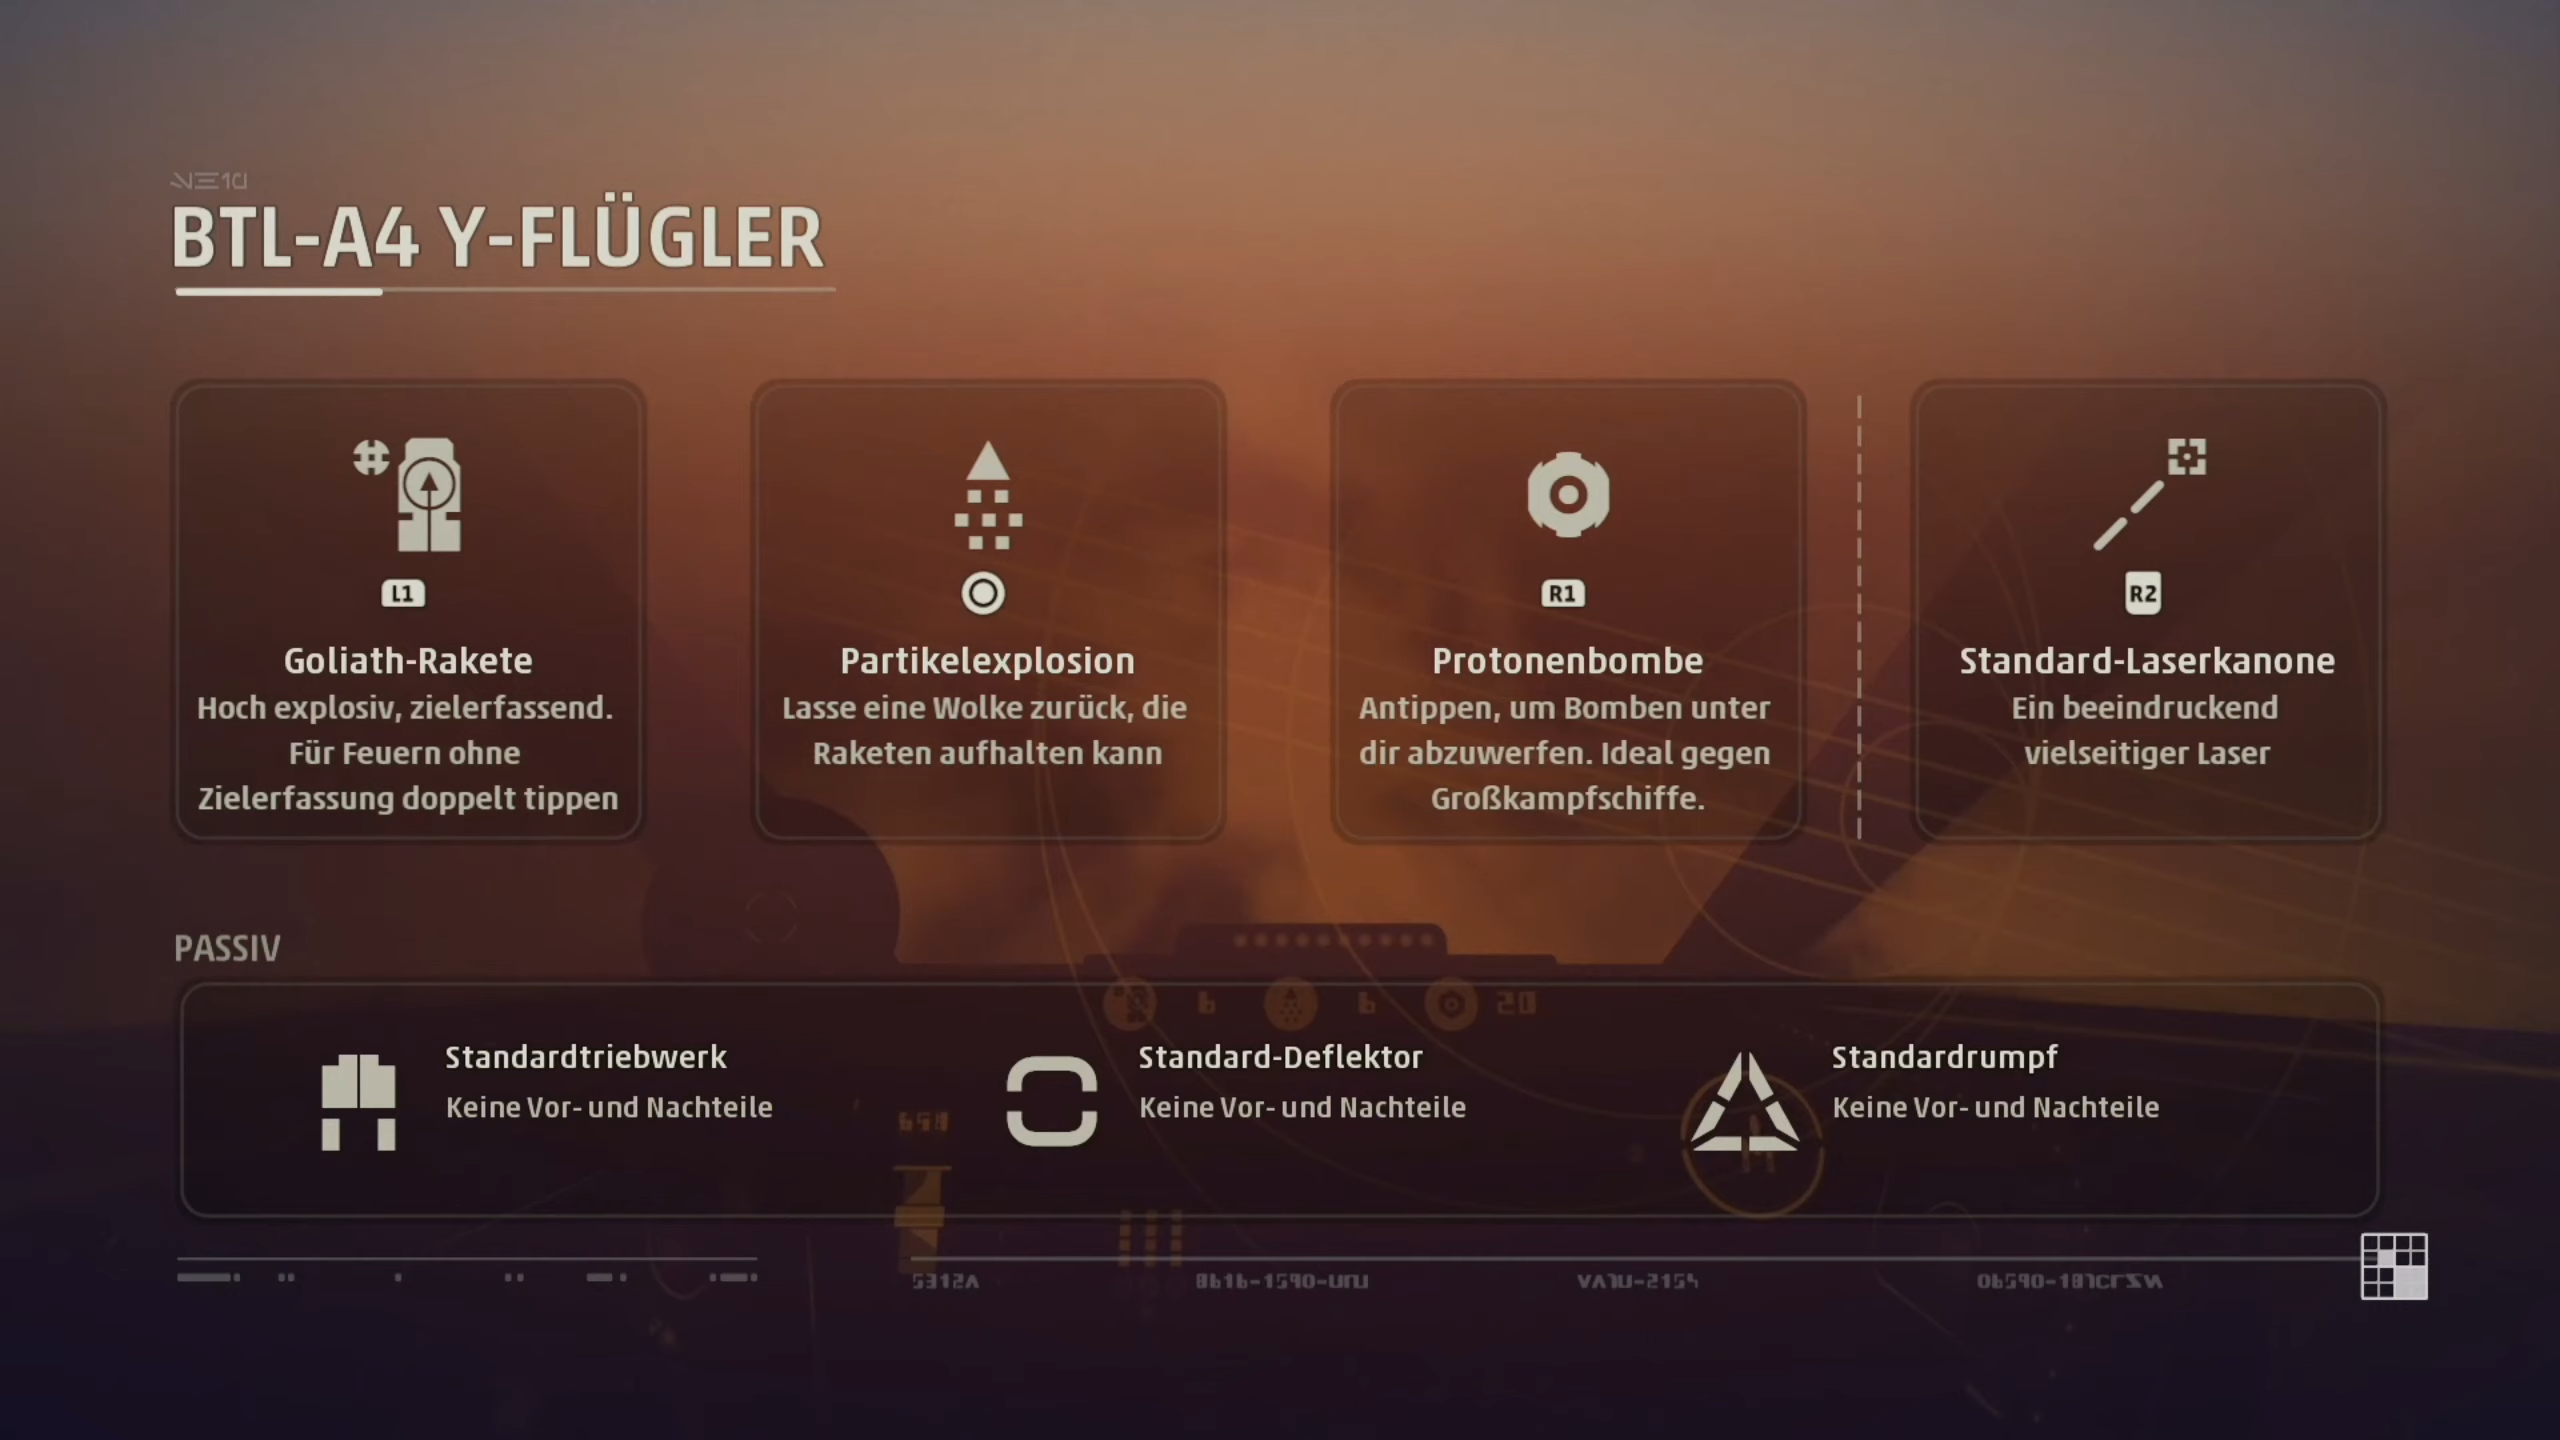 BTL-A4 Y-FLÜGLER
L1
Goliath-Rakete
Hoch explosiv, zielerfassend.
Für Feuern ohne
Zielerfassung doppelt tippen
Partikelexplosion
Lasse eine Wolke zurück, die
Raketen aufhalten kann
R1
Protonenbombe
Antippen, um Bomben unter
dir abzuwerfen. Ideal gegen
Großkampfschiffe.
R2
Standard-Laserkanone
Ein beeindruckend
vielseitiger Laser
PASSIV
Standardtriebwerk
Keine Vor- und Nachteile
Standard-Deflektor
Keine Vor- und Nachteile
Standardrumpf
Keine Vor- und Nachteile